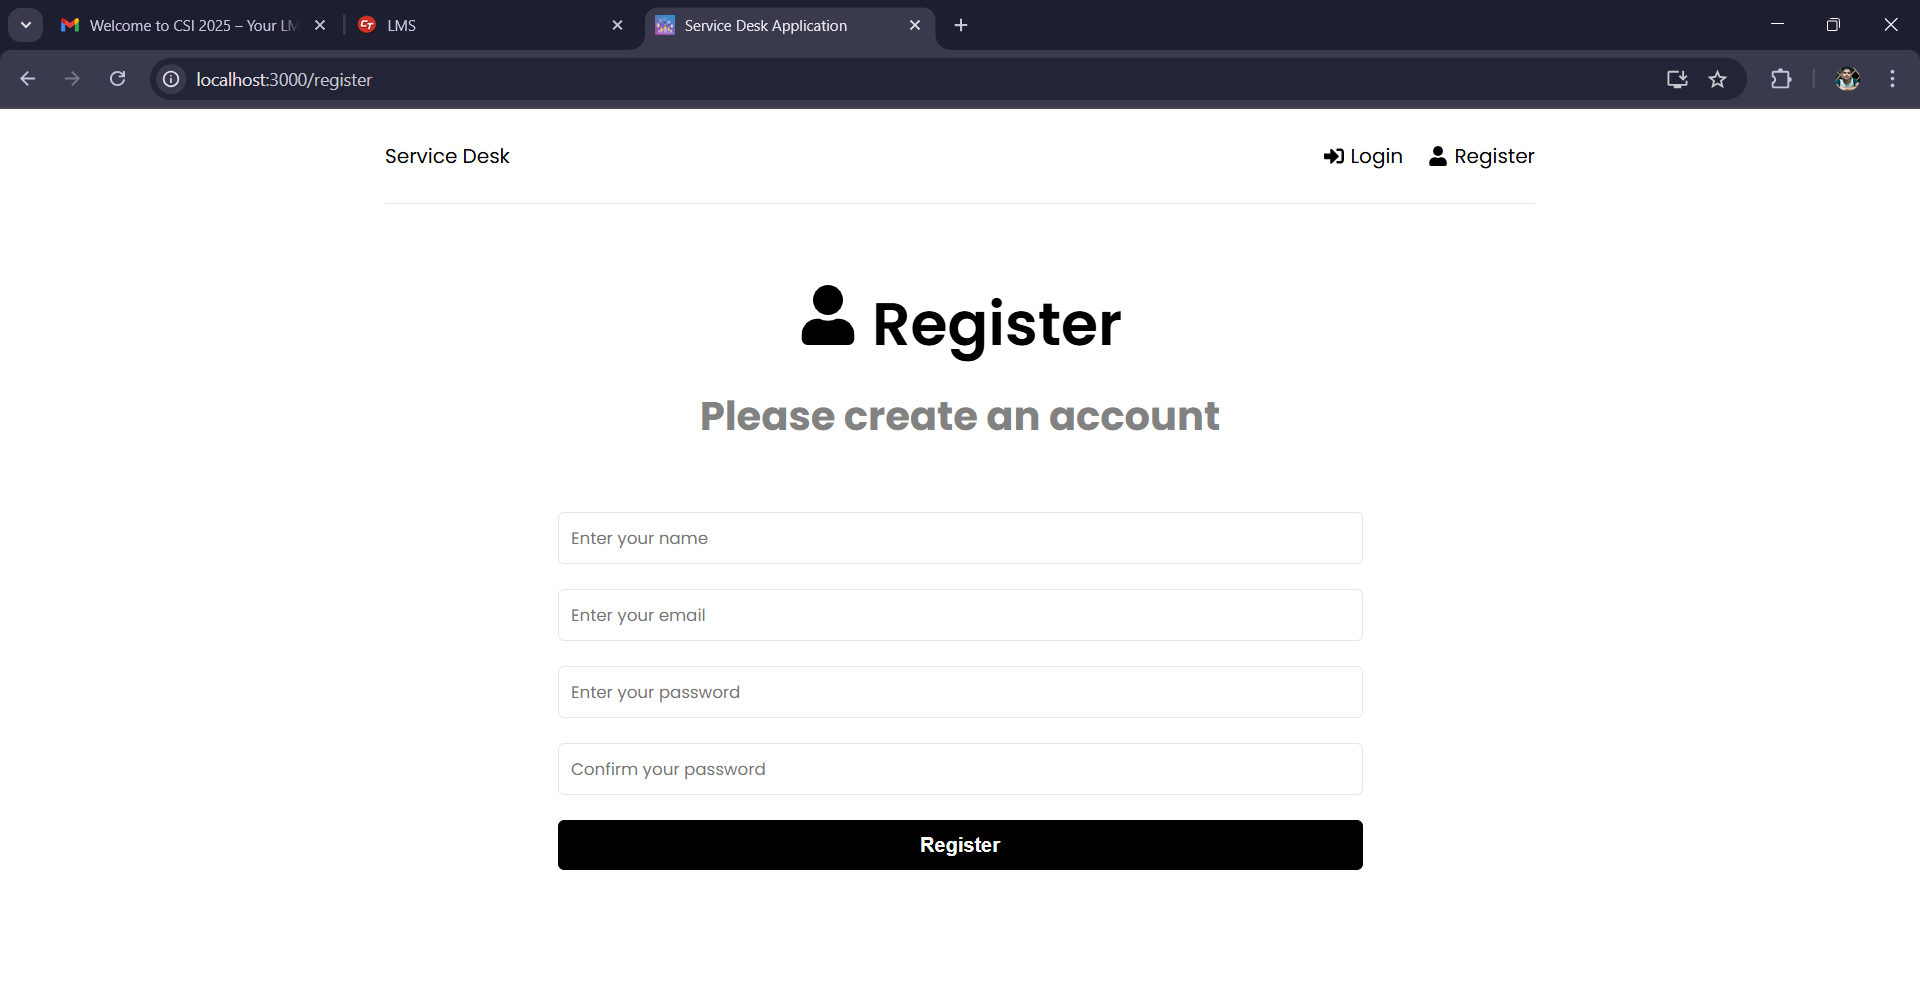 Welcome to CSI 2025 – Your LM
LMS
Service Desk Application
localhost:3000/register
Service Desk
Login
Register
Register
Please create an account
Enter your name
Enter your email
Enter your password
Confirm your password
Register